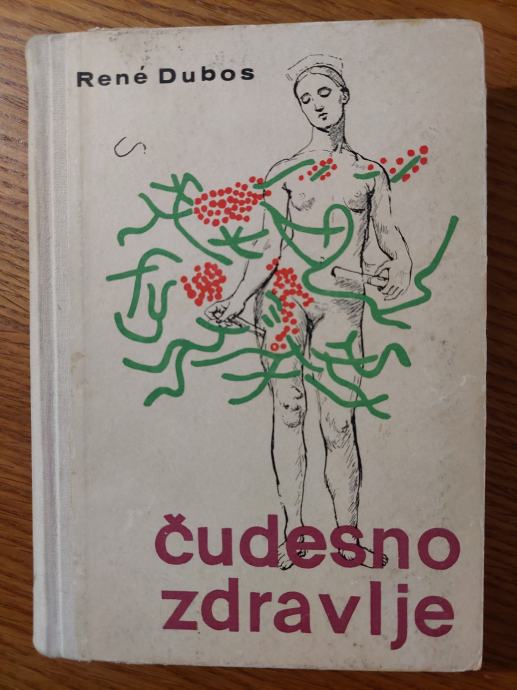 René Dubos
čudesno
zdravlje